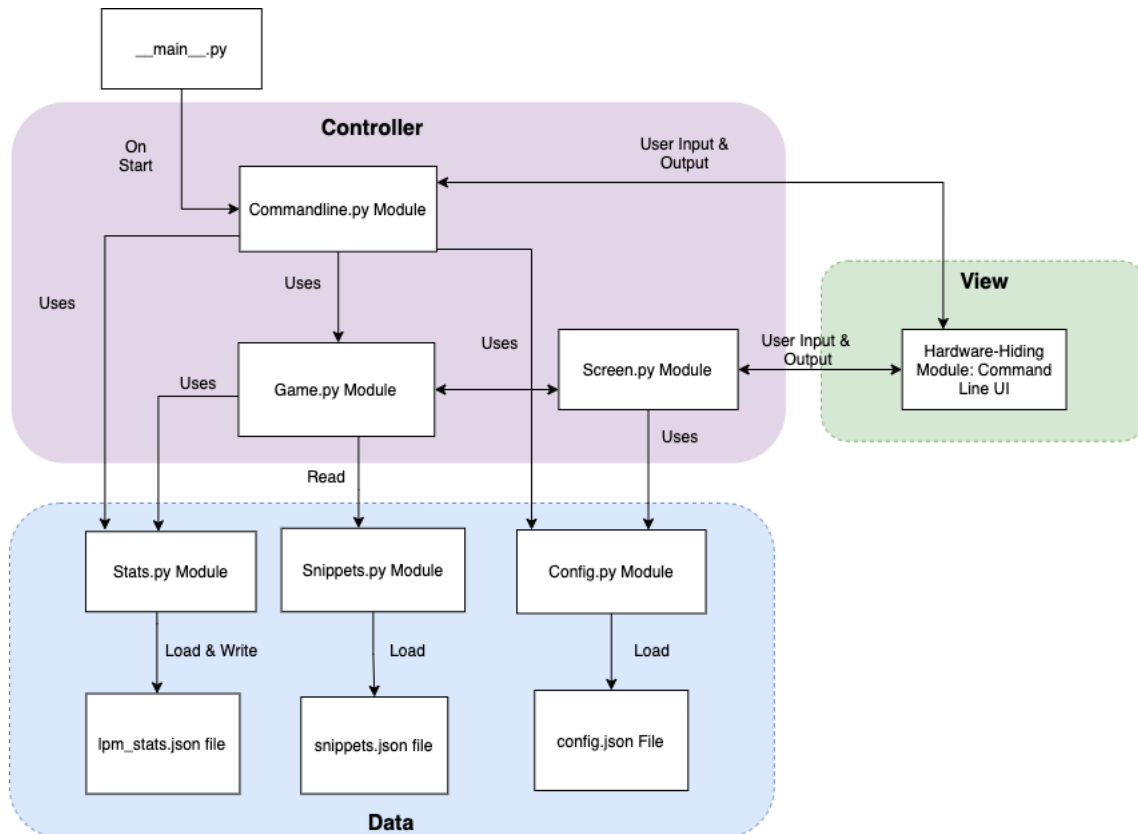 __main__.py
Controller
On
Start
User Input &
Output
Commandline.py Module
Uses
Uses
Uses
View
User Input &
Output
Hardware-Hiding
Module: Command
Line UI
Screen.py Module
Uses
Game.py Module
Uses
Read
Stats.py Module
Snippets.py Module
Config.py Module
Load & Write
Load
Load
lpm_stats.json file
snippets.json file
config.json File
Data